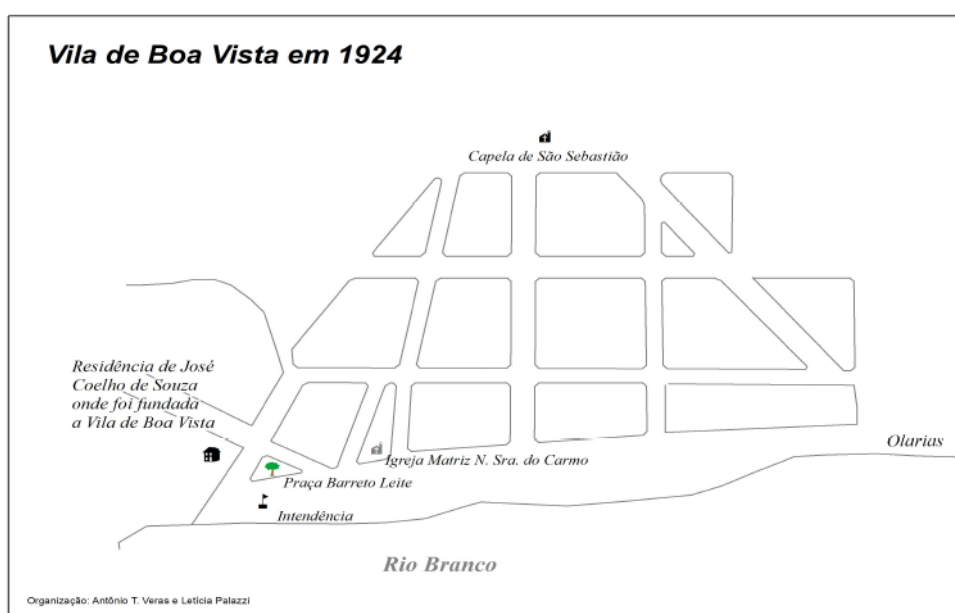 Vila de Boa Vista em 1924
Capela de São Sebastião
Residência de José
Coelho de Souza
onde foi fundada
a Vila de Boa Vista
Olarias
Igreja Matriz N. Sra. do Carmo
Praça Barreto Leite
Intendência
Rio Branco
Organização: Antônio T. Veras e Letícia Palazzi